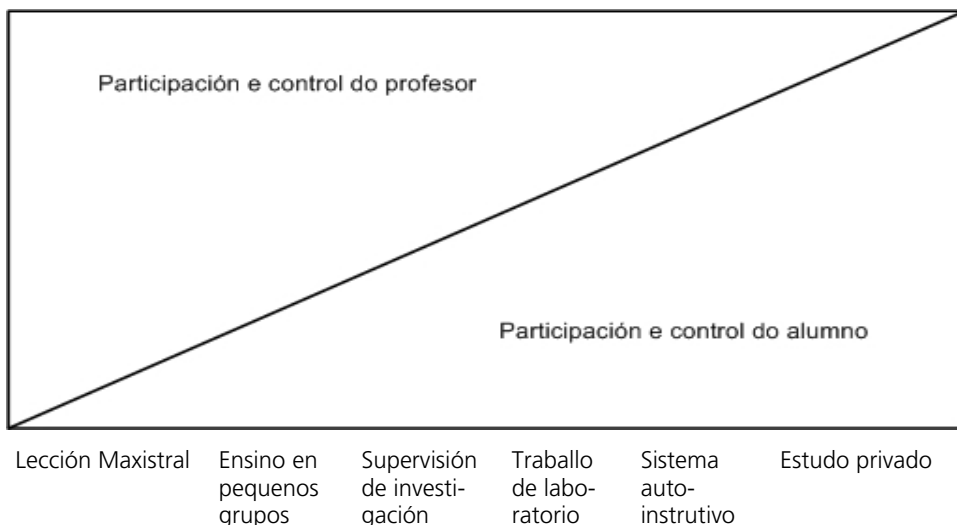 Participación e control do profesor
Participación e control do alumno
Lección Maxistral
Ensino en
pequenos
grupos
Supervisión
de investi-
gación
Traballo
de labo-
ratorio
Sistema
auto-
instrutivo
Estudo privado